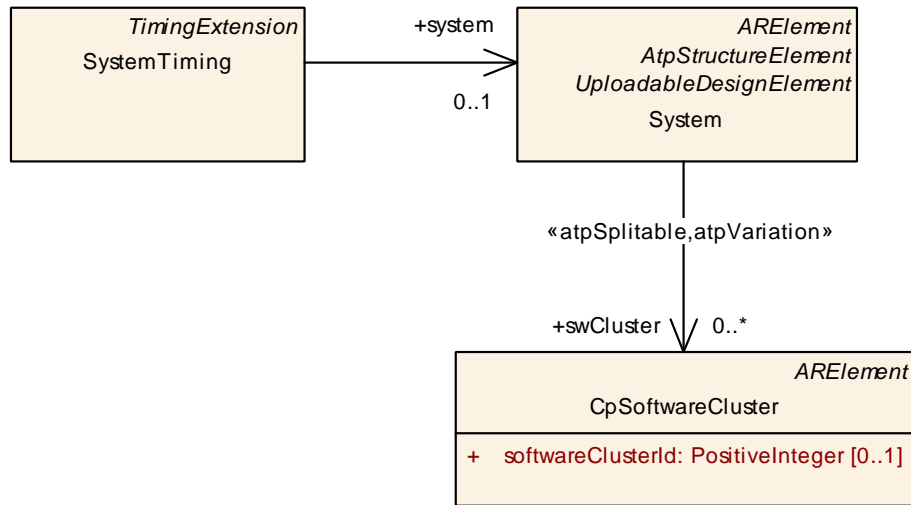 TimingExtension
SystemTiming
+system
0..1
ARElement
AtpStructureElement
UploadableDesignElement
System
«atpSplitable,atpVariation»
+swCluster
0..*
ARElement
CpSoftwareCluster
+ softwareClusterId: PositiveInteger [0..1]